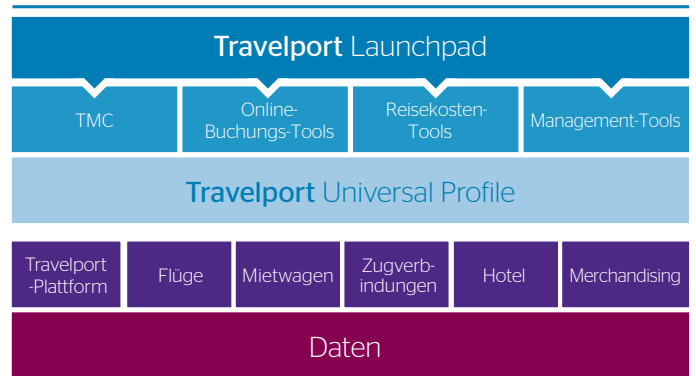 Travelport Launchpad
TMC
Online-
Buchungs-Tools
Reisekosten-
Tools
Management-Tools
Travelport Universal Profile
Travelport
-Plattform
Flüge
Mietwagen
Zugverb-
indungen
Hotel
Merchandising
Daten